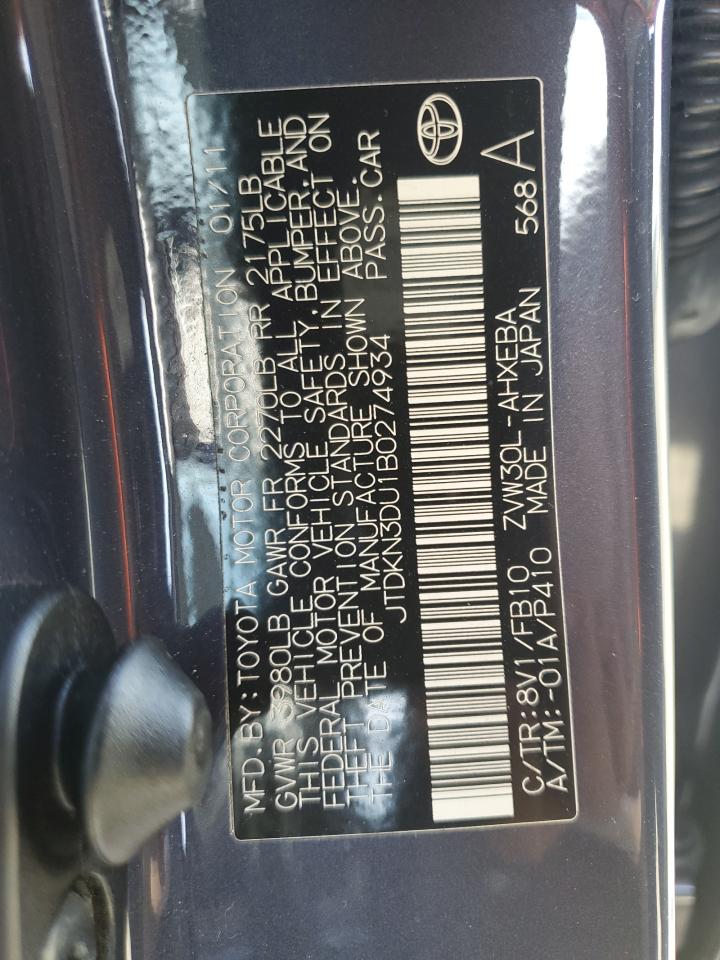 MFD.BY:TOYOTA MOTOR CORPORATION 01/11
GVWR 3980LB GAWR FR 2270LB RR 2175LB
THIS VEHICLE CONFORMS TO ALL APPLICABLE
FEDERAL MOTOR VEHICLE SAFETY,BUMPER,AND
THEFT PREVENTION STANDARDS IN EFFECT ON
THE DATE OF MANUFACTURE SHOWN ABOVE.
JTDKN3DU1B0274934 PASS.CAR
C/TR:8V1/FB10 ZVW30L-AHXEBA 568
A/TM:-01A/P410 MADE IN JAPAN A